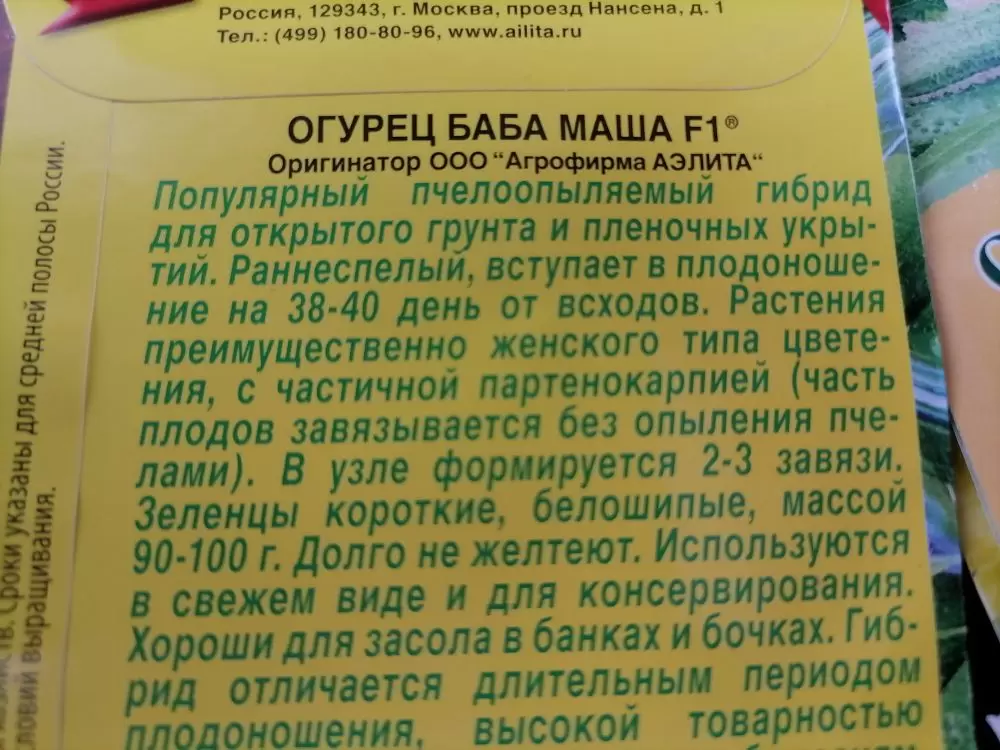 Россия, 129343, г. Москва, проезд Нансена, д. 1
Тел.: (499) 180-80-96, www.ailita.ru
ОГУРЕЦ БАБА МАША F1®
Оригинатор ООО "Агрофирма АЭЛИТА"
Популярный пчелоопыляемый гибрид
для открытого грунта и пленочных укры-
тий. Раннеспелый, вступает в плодоноше-
ние на 38-40 день от всходов. Растения
преимущественно женского типа цвете-
ния, с частичной партенокарпией (часть
плодов завязывается без опыления пче-
лами). В узле формируется 2-3 завязи.
Зеленцы короткие, белошипые, массой
90-100 г. Долго не желтеют. Используются
в свежем виде и для консервирования.
Хороши для засола в банках и бочках. Гиб-
рид отличается длительным периодом
плодоношения, высокой товарностью
Сроки указаны для средней полосы России.
выращивания.